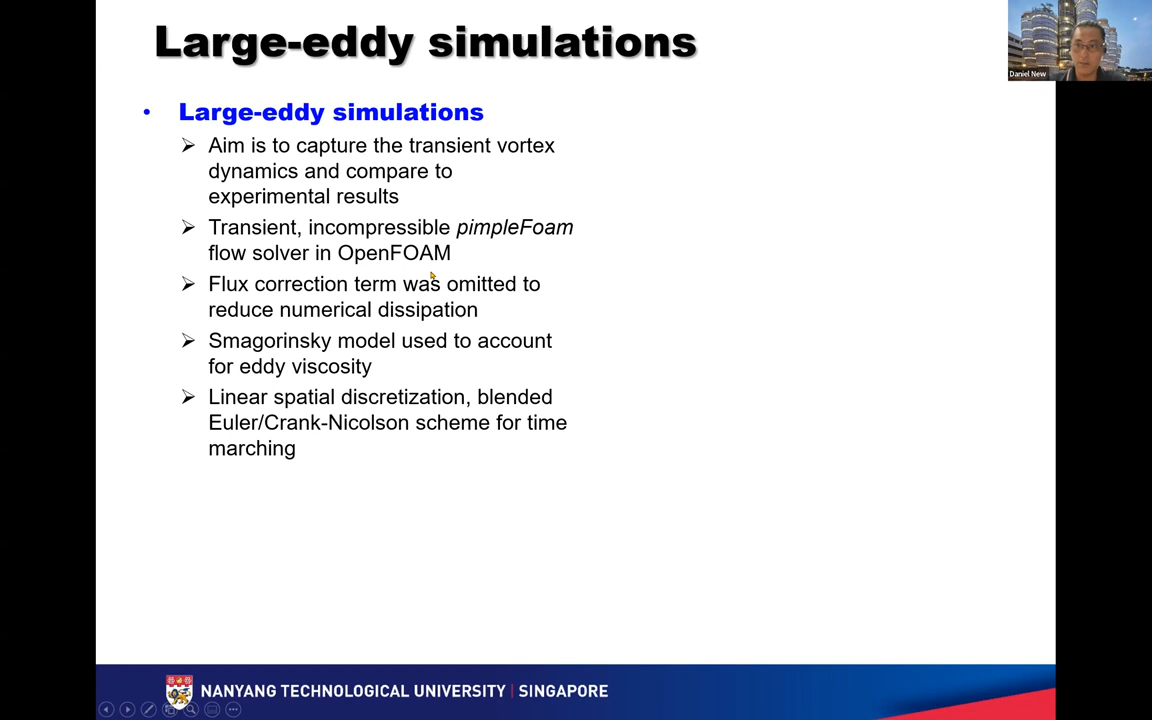 Large-eddy simulations
Daniel New
• Large-eddy simulations
➢ Aim is to capture the transient vortex
dynamics and compare to
experimental results
➢ Transient, incompressible pimpleFoam
flow solver in OpenFOAM
➢ Flux correction term was omitted to
reduce numerical dissipation
➢ Smagorinsky model used to account
for eddy viscosity
➢ Linear spatial discretization, blended
Euler/Crank-Nicolson scheme for time
marching
NANYANG TECHNOLOGICAL UNIVERSITY | SINGAPORE